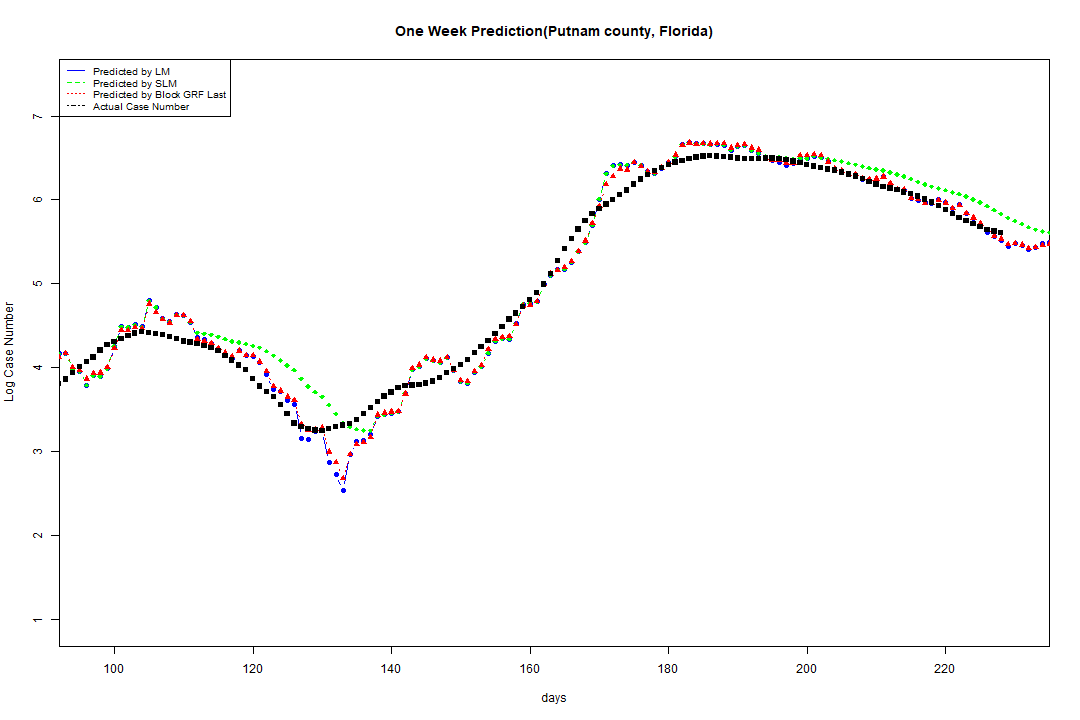 One Week Prediction(Putnam county, Florida)
Predicted by LM
Predicted by SLM
Predicted by Block GRF Last
Actual Case Number
7
6
5
4
3
2
1
Log Case Number
100 120 140 160 180 200 220
days